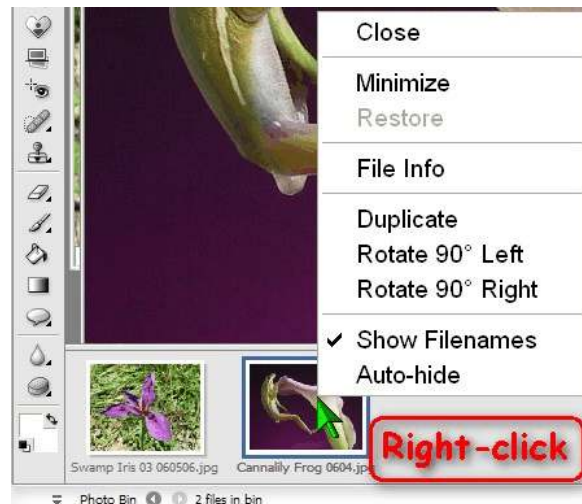 Close
Minimize
Restore
File Info
Duplicate
Rotate 90° Left
Rotate 90° Right
✓ Show Filenames
Auto-hide
Right-click
Swamp Iris 03 060506.jpg
Cannalily Frog 0604.jpg
Photo Bin
2 files in bin